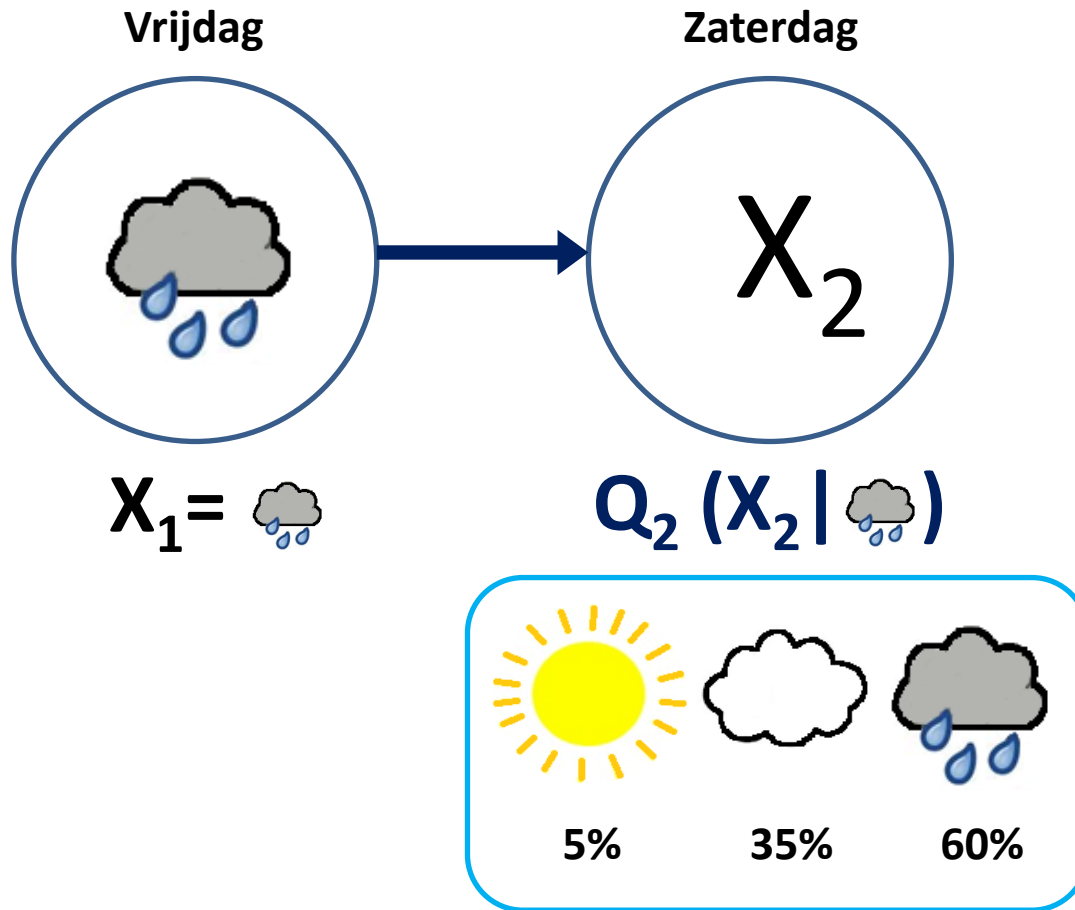 Vrijdag
Zaterdag
X₂
X₁=
Q₂ (X₂| )
5%
35%
60%